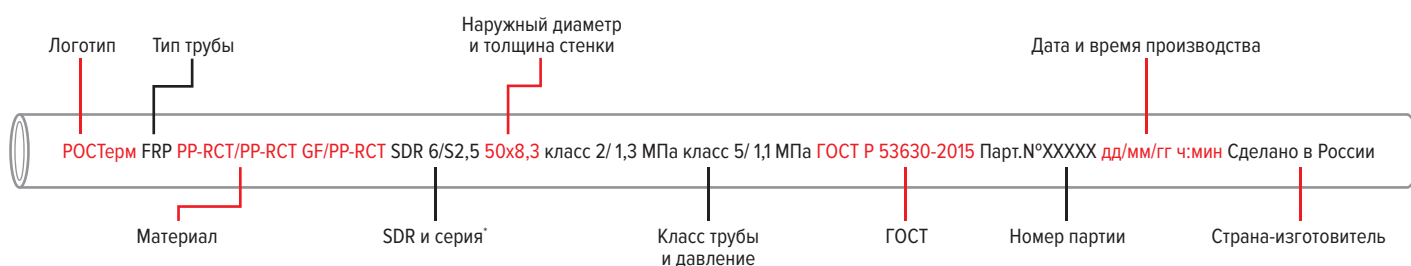 Наружный диаметр
и толщина стенки
Логотип
Тип трубы
Дата и время производства
РОСТерм FRP PP-RCT/PP-RCT GF/PP-RCT SDR 6/S2,5 50x8,3 класс 2/ 1,3 МПа класс 5/ 1,1 МПа ГОСТ Р 53630-2015 Парт.№XXXXX дд/мм/гг ч:мин Сделано в России
Материал
SDR и серия*
Класс трубы
и давление
ГОСТ
Номер партии
Страна-изготовитель